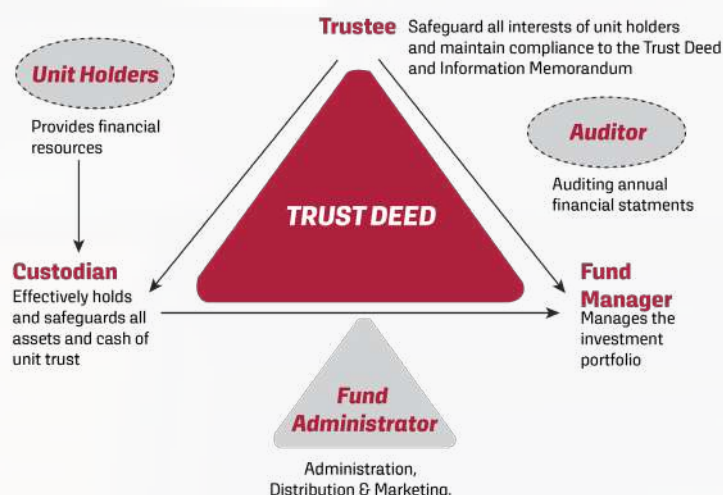 Trustee
Safeguard all interests of unit holders
and maintain compliance to the Trust Deed
and Information Memorandum
Unit Holders
Provides financial
resources
Auditor
Auditing annual
financial statments
TRUST DEED
Custodian
Effectively holds
and safeguards all
assets and cash of
unit trust
Fund
Manager
Manages the
investment
portfolio
Fund
Administrator
Administration,
Distribution & Marketing,